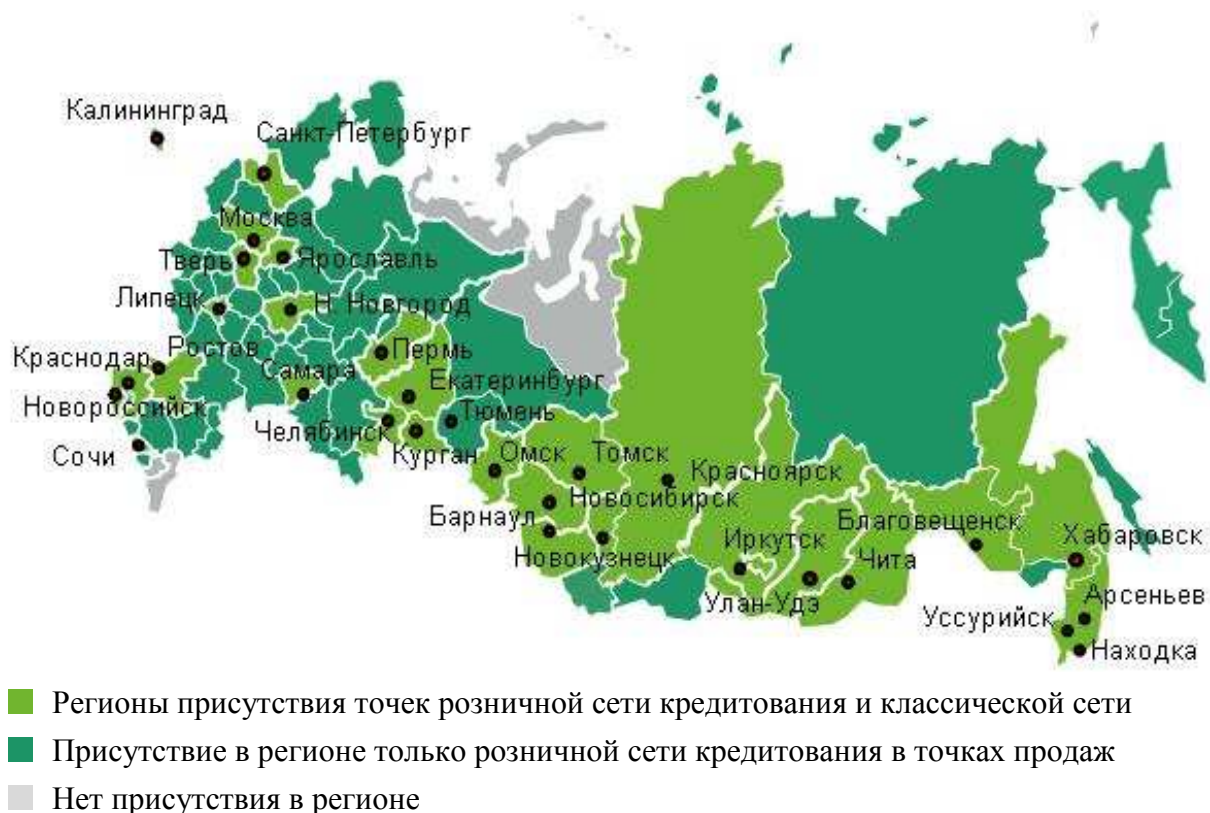 Калининград
Санкт-Петербург
Москва
Тверь
Ярославль
Липецк
Н. Новгород
Ростов
Краснодар
Пермь
Самара
Екатеринбург
Новороссийск
Тюмень
Челябинск
Сочи
Курган
Омск
Томск
Красноярск
Новосибирск
Барнаул
Благовещенск
Иркутск
Хабаровск
Новокузнецк
Чита
Улан-Удэ
Арсеньев
Уссурийск
Находка
Регионы присутствия точек розничной сети кредитования и классической сети
Присутствие в регионе только розничной сети кредитования в точках продаж
Нет присутствия в регионе